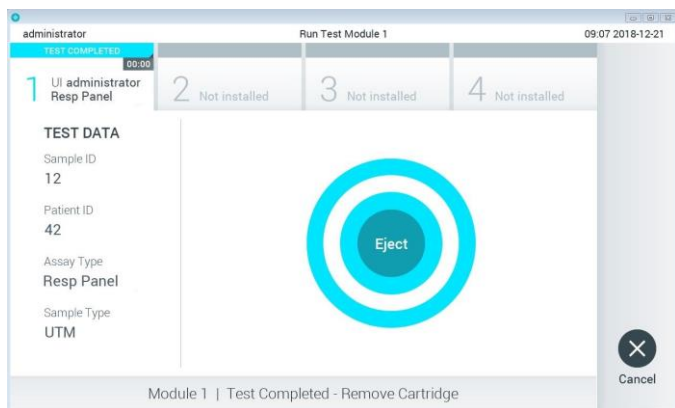 administrator Run Test Module 1 09:07 2018-12-21
TEST COMPLETED
00:00
1 UI administrator
Resp Panel
2 Not installed
3 Not installed
4 Not installed
TEST DATA
Sample ID
12
Patient ID
42
Assay Type
Resp Panel
Sample Type
UTM
Eject
Cancel
Module 1 | Test Completed - Remove Cartridge